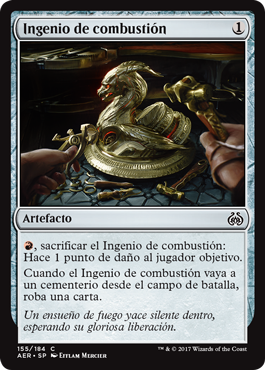 Ingenio de combustión 1
Artefacto
, sacrificar el Ingenio de combustión:
Hace 1 punto de daño al jugador objetivo.
Cuando el Ingenio de combustión vaya a
un cementerio desde el campo de batalla,
roba una carta.
Un ensueño de fuego yace silente dentro,
esperando su gloriosa liberación.
155/184 C
AER • SP Efflam Mercier
™ & © 2017 Wizards of the Coast